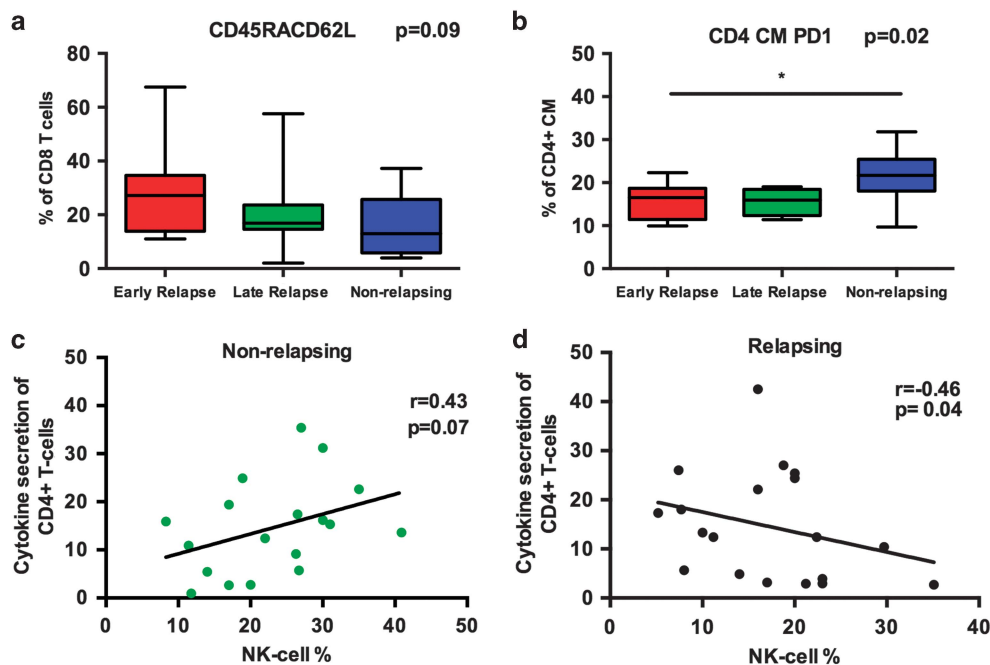 a
CD45RACD62L p=0.09
% of CD8 T cells
80
60
40
20
0
Early Relapse Late Relapse Non-relapsing
b
CD4 CM PD1 p=0.02
*
% of CD4+ CM
50
40
30
20
10
0
Early Relapse Late Relapse Non-relapsing
c
Non-relapsing
r=0.43
p=0.07
Cytokine secretion of
CD4+ T-cells
50
40
30
20
10
0
0 10 20 30 40 50
NK-cell %
d
Relapsing
r=-0.46
p= 0.04
Cytokine secretion of
CD4+ T-cells
50
40
30
20
10
0
0 10 20 30 40
NK-cell %